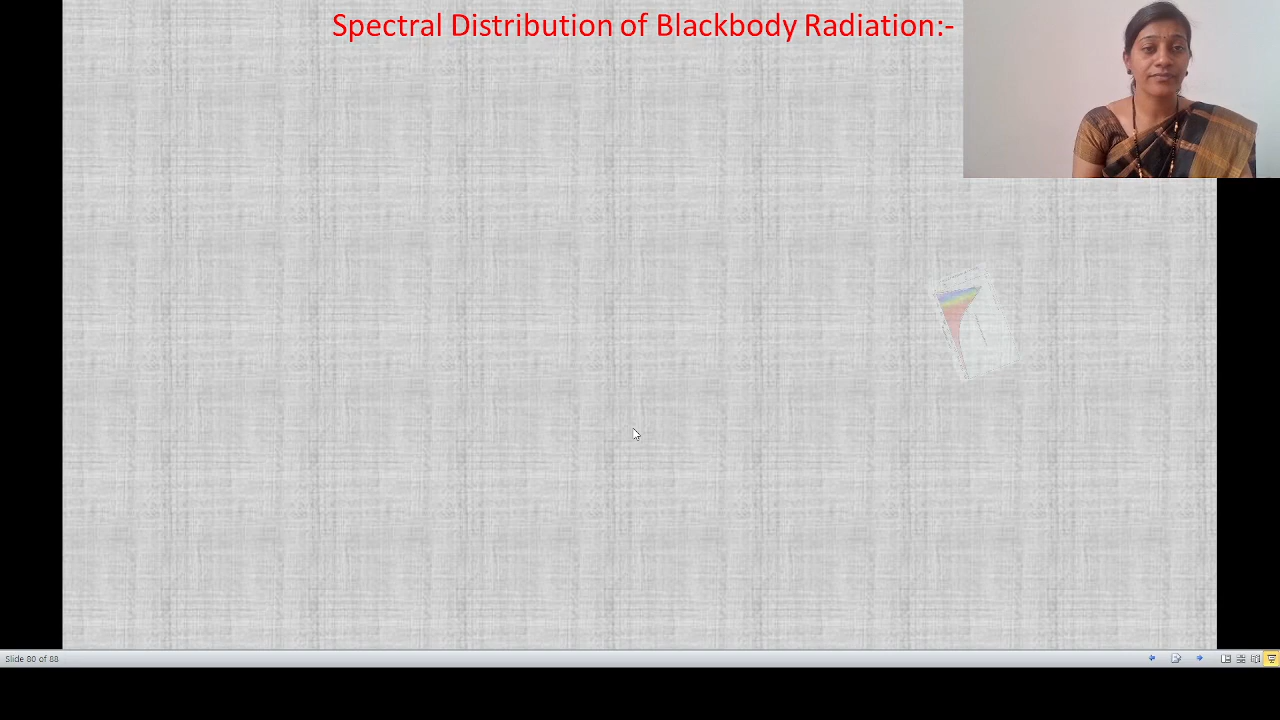 Spectral Distribution of Blackbody Radiation:-
Slide 80 of 88